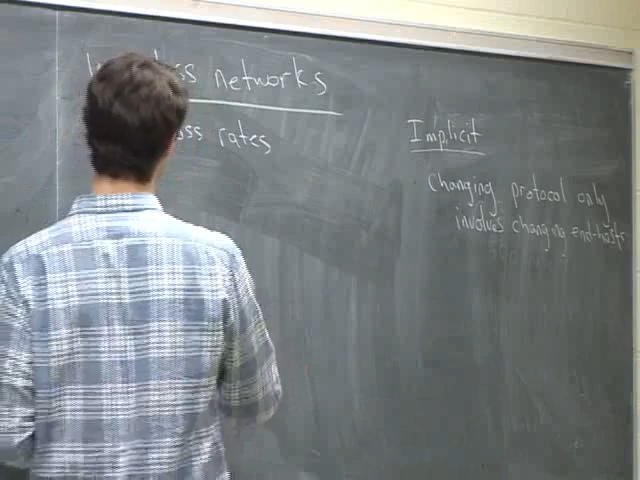 networks
rates
Implicit
Changing protocol only
involves changing end-hosts